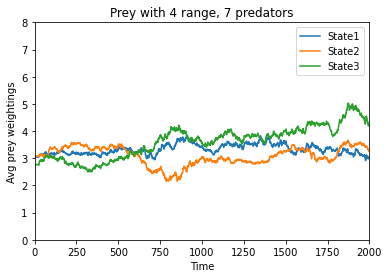 Prey with 4 range, 7 predators
8
7
6
5
4
3
2
1
0
Avg prey weightings
State1
State2
State3
0 250 500 750 1000 1250 1500 1750 2000
Time